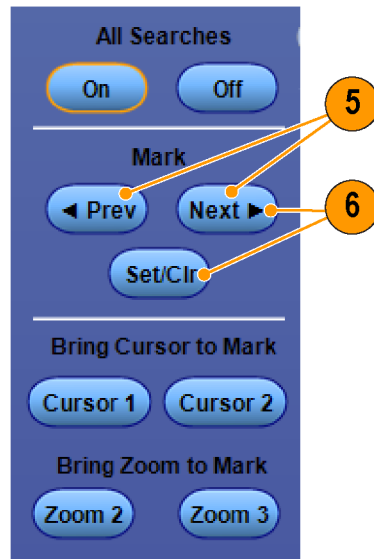 All Searches
On Off
5
Mark
◄ Prev Next ►
6
Set/Clr
Bring Cursor to Mark
Cursor 1 Cursor 2
Bring Zoom to Mark
Zoom 2 Zoom 3